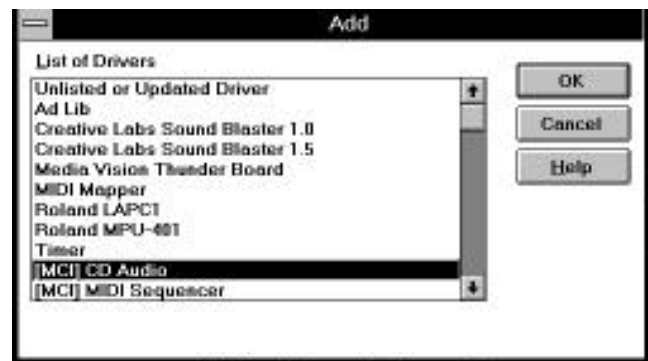 Add
List of Drivers
Unlisted or Updated Driver
Ad Lib
Creative Labs Sound Blaster 1.0
Creative Labs Sound Blaster 1.5
Media Vision Thunder Board
MIDI Mapper
Roland LAPC1
Roland MPU-401
Timer
[MCI] CD Audio
[MCI] MIDI Sequencer
OK
Cancel
Help